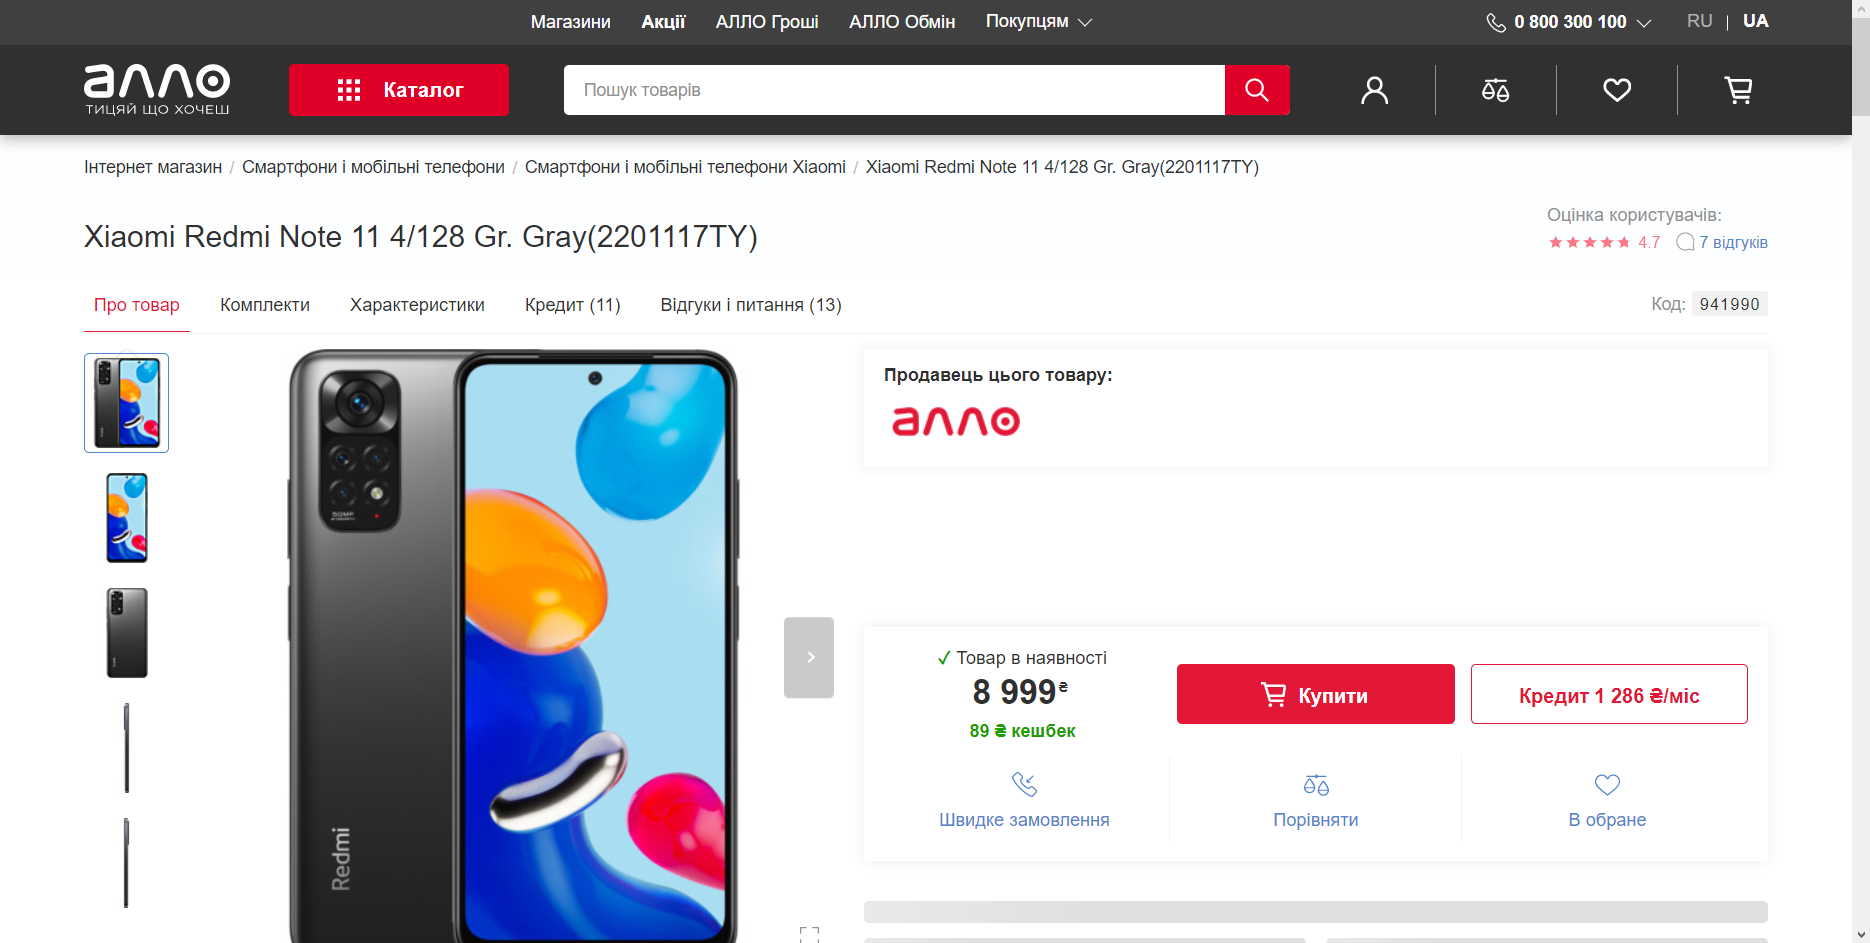 Магазини Акції АЛЛО Гроші АЛЛО Обмін Покупцям
0 800 300 100 RU | UA
алло
ТИЦЯЙ ЩО ХОЧЕШ
Каталог
Пошук товарів
Інтернет магазин / Смартфони і мобільні телефони / Смартфони і мобільні телефони Xiaomi / Xiaomi Redmi Note 11 4/128 Gr. Gray(2201117TY)
Xiaomi Redmi Note 11 4/128 Gr. Gray(2201117TY)
Оцінка користувачів:
4.7 7 відгуків
Про товар Комплекти Характеристики Кредит (11) Відгуки і питання (13)
Код: 941990
50MP
Redmi
Продавець цього товару:
алло
✓ Товар в наявності
8 999 ₴
89 ₴ кешбек
Купити
Кредит 1 286 ₴/міс
Швидке замовлення
Порівняти
В обране